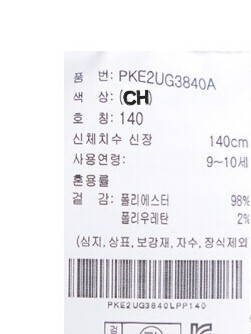 품 번: PKE2UG3840A
색 상: (CH)
호 칭: 140
신체치수 신장 140cm
사용연령: 9~10세
혼용률
겉 감: 폴리에스터 98%
폴리우레탄 2%
(심지, 상표, 보강재, 자수, 장식제외
PKE2UG3840LPP140